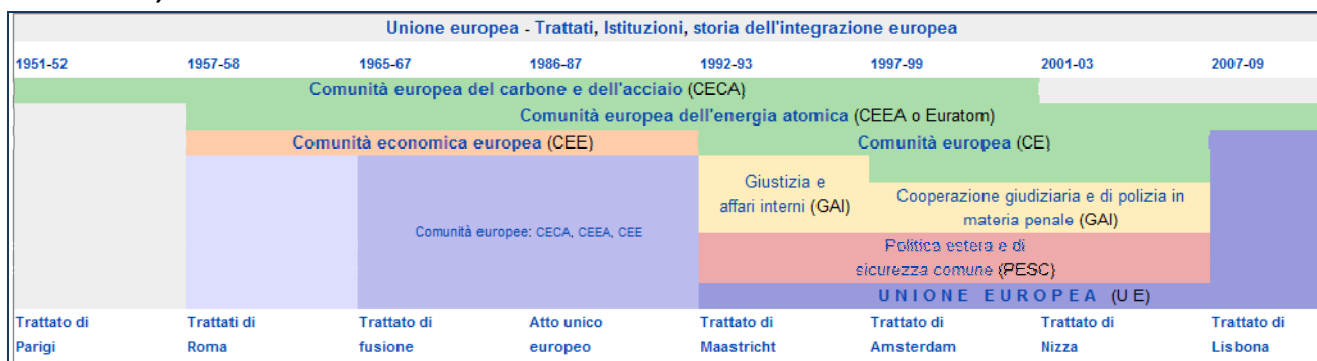 Unione europea - Trattati, Istituzioni, storia dell'integrazione europea
1951-52 1957-58 1965-67 1986-87 1992-93 1997-99 2001-03 2007-09
Comunità europea del carbone e dell'acciaio (CECA)
Comunità europea dell'energia atomica (CEEA o Euratom)
Comunità economica europea (CEE) Comunità europea (CE)
Giustizia e
affari interni (GAI)
Cooperazione giudiziaria e di polizia in
materia penale (GAI)
Comunità europee: CECA, CEEA, CEE
Politica estera e di
sicurezza comune (PESC)
UNIONE EUROPEA (UE)
Trattato di Trattati di Trattato di Atto unico Trattato di Trattato di Trattato di Trattato di
Parigi Roma fusione europeo Maastricht Amsterdam Nizza Lisbona